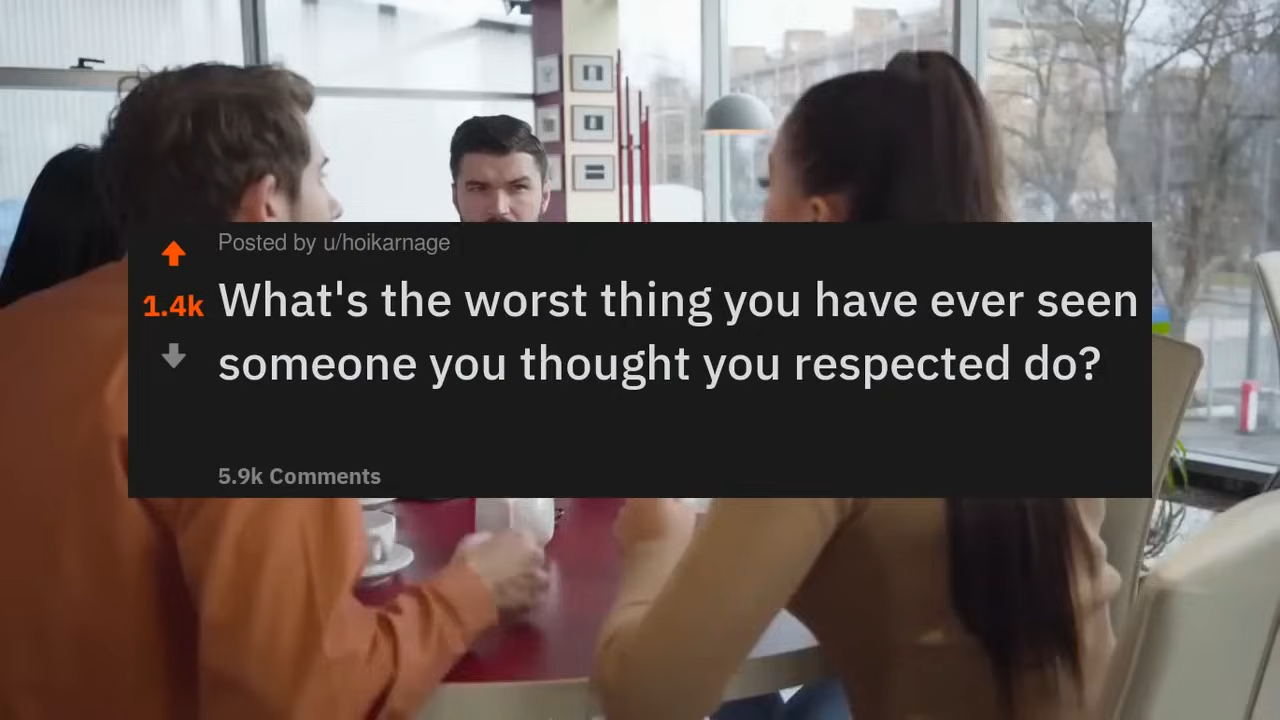 Posted by u/hoikarnage
1.4k
What's the worst thing you have ever seen
someone you thought you respected do?
5.9k Comments